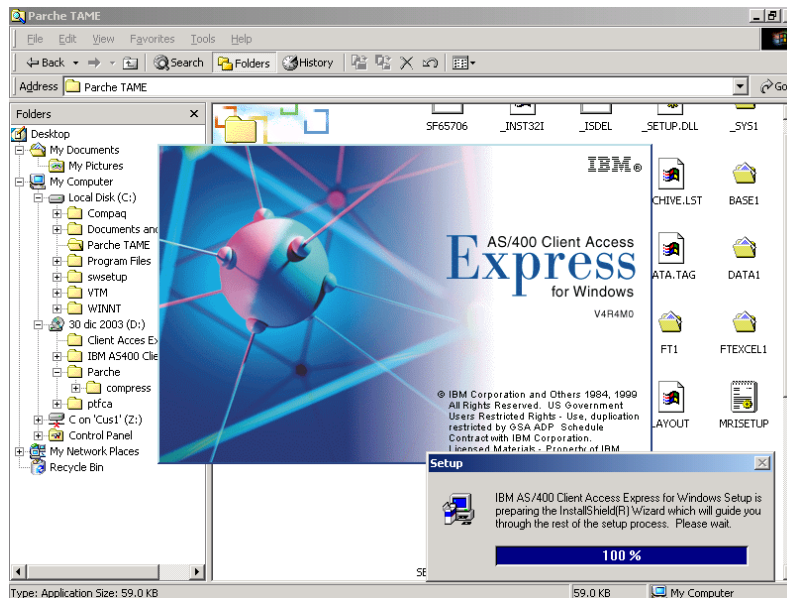 Parche TAME
File Edit View Favorites Tools Help
Back Search Folders History
Address Parche TAME Go
Folders
Desktop
My Documents
My Pictures
My Computer
Local Disk (C:)
Compaq
Documents and
Parche TAME
Program Files
swsetup
VTM
WINNT
30 dic 2003 (D:)
Client Acces Ex
IBM AS400 Clie
Parche
compress
ptfca
C on 'Cus1' (Z:)
Control Panel
My Network Places
Recycle Bin
SF65706 _INST32I _ISDEL _SETUP.DLL _SYS1
CHIVE.LST BASE1
ATA.TAG DATA1
FT1 FTEXCEL1
AYOUT MRISETUP
IBM®
AS/400 Client Access
Express
for Windows
V4R4M0
© IBM Corporation and Others 1984, 1999
All Rights Reserved. US Government
Users Restricted Rights - Use, duplication
restricted by GSA ADP Schedule
Contract with IBM Corporation.
Licensed Materials - Property of IBM
Setup
IBM AS/400 Client Access Express for Windows Setup is
preparing the InstallShield(R) Wizard which will guide you
through the rest of the setup process. Please wait.
100 %
Type: Application Size: 59.0 KB 59.0 KB My Computer